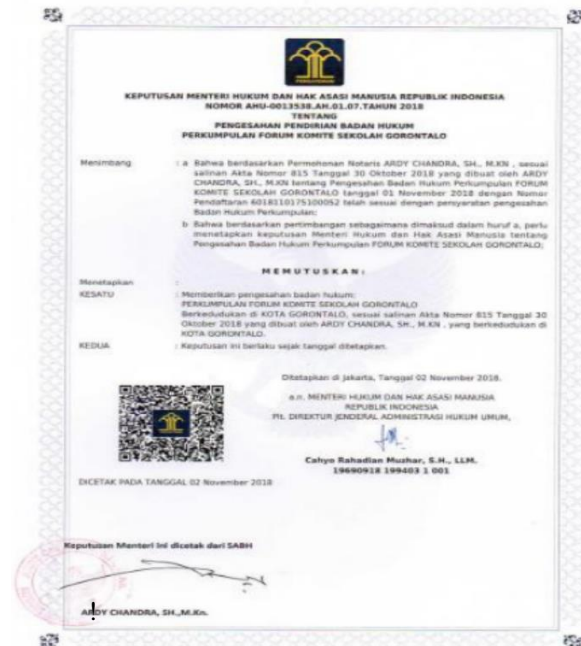 KEPUTUSAN MENTERI HUKUM DAN HAK ASASI MANUSIA REPUBLIK INDONESIA
NOMOR AHU-0013538.AH.01.07.TAHUN 2018
TENTANG
PENGESAHAN PENDIRIAN BADAN HUKUM
PERKUMPULAN FORUM KOMITE SEKOLAH GORONTALO
Menimbang : a Bahwa berdasarkan Permohonan Notaris ARDY CHANDRA, SH., M.KN , sesuai
salinan Akta Nomor 815 Tanggal 30 Oktober 2018 yang dibuat oleh ARDY
CHANDRA, SH., M.KN tentang Pengesahan Badan Hukum Perkumpulan FORUM
KOMITE SEKOLAH GORONTALO tanggal 01 November 2018 dengan Nomor
Pendaftaran 6018110175100052 telah sesuai dengan persyaratan pengesahan
Badan Hukum Perkumpulan;
b Bahwa berdasarkan pertimbangan sebagaimana dimaksud dalam huruf a, perlu
menetapkan keputusan Menteri Hukum dan Hak Asasi Manusia tentang
Pengesahan Badan Hukum Perkumpulan FORUM KOMITE SEKOLAH GORONTALO;
MEMUTUSKAN:
Menetapkan :
KESATU : Memberikan pengesahan badan hukum:
PERKUMPULAN FORUM KOMITE SEKOLAH GORONTALO
Berkedudukan di KOTA GORONTALO, sesuai salinan Akta Nomor 815 Tanggal 30
Oktober 2018 yang dibuat oleh ARDY CHANDRA, SH., M.KN , yang berkedudukan di
KOTA GORONTALO.
KEDUA : Keputusan ini berlaku sejak tanggal ditetapkan.
Ditetapkan di Jakarta, Tanggal 02 November 2018.
a.n. MENTERI HUKUM DAN HAK ASASI MANUSIA
REPUBLIK INDONESIA
Plt. DIREKTUR JENDERAL ADMINISTRASI HUKUM UMUM,
Cahyo Rahadian Muzhar, S.H., LLM.
19690918 199403 1 001
DICETAK PADA TANGGAL 02 November 2018
Keputusan Menteri ini dicetak dari SABH
ARDY CHANDRA, SH.,M.Kn.